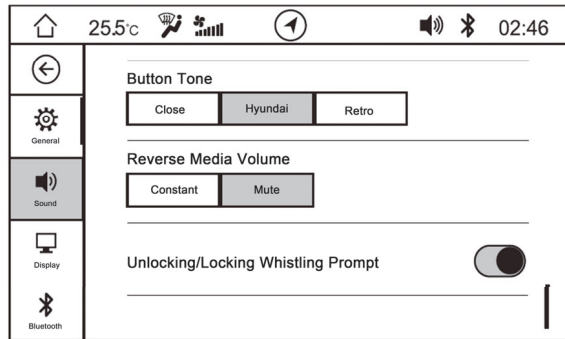 25.5°c 02:46
Button Tone
Close Hyundai Retro
General
Reverse Media Volume
Constant Mute
Sound
Unlocking/Locking Whistling Prompt
Display
Bluetooth